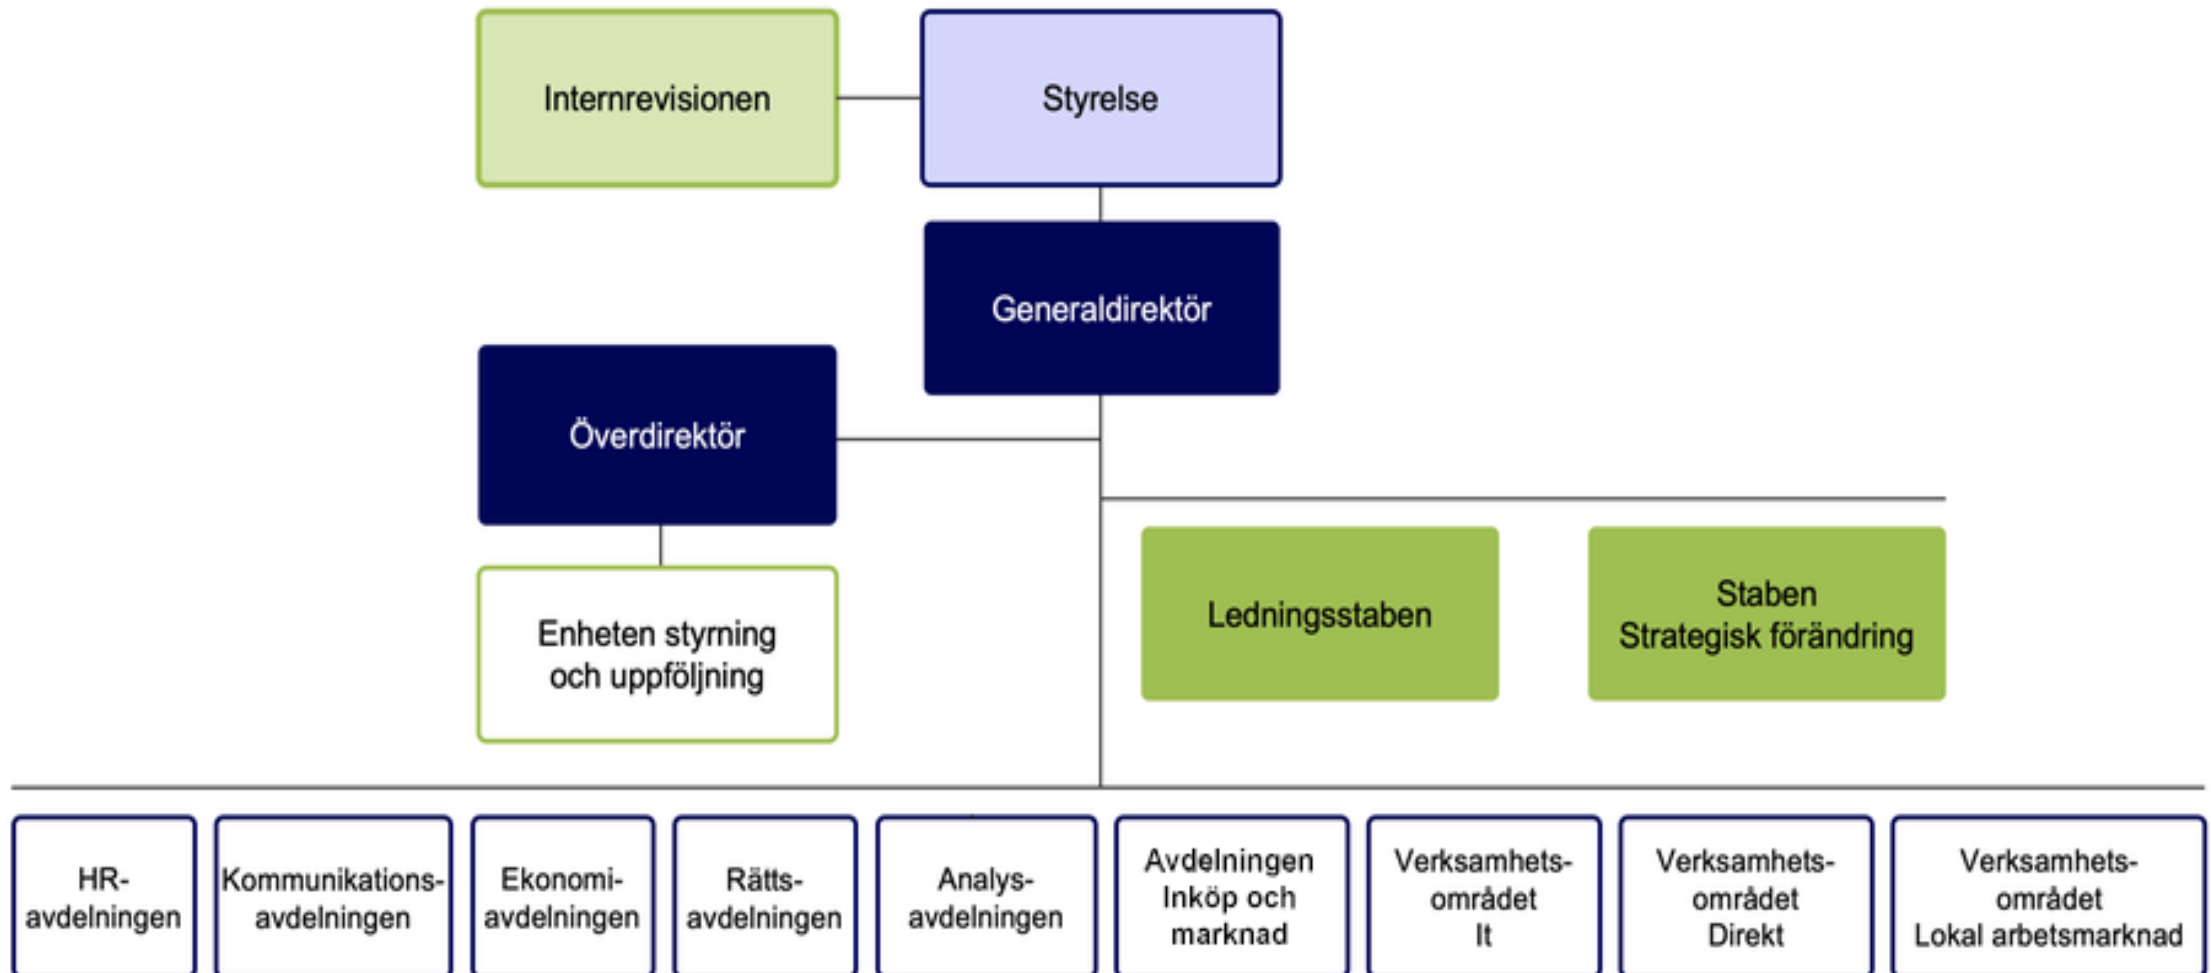 Internrevisionen
Styrelse
Generaldirektör
Överdirektör
Enheten styrning
och uppföljning
Ledningsstaben
Staben
Strategisk förändring
HR-
avdelningen
Kommunikations-
avdelningen
Ekonomi-
avdelningen
Rätts-
avdelningen
Analys-
avdelningen
Avdelningen
Inköp och
marknad
Verksamhets-
området
It
Verksamhets-
området
Direkt
Verksamhets-
området
Lokal arbetsmarknad